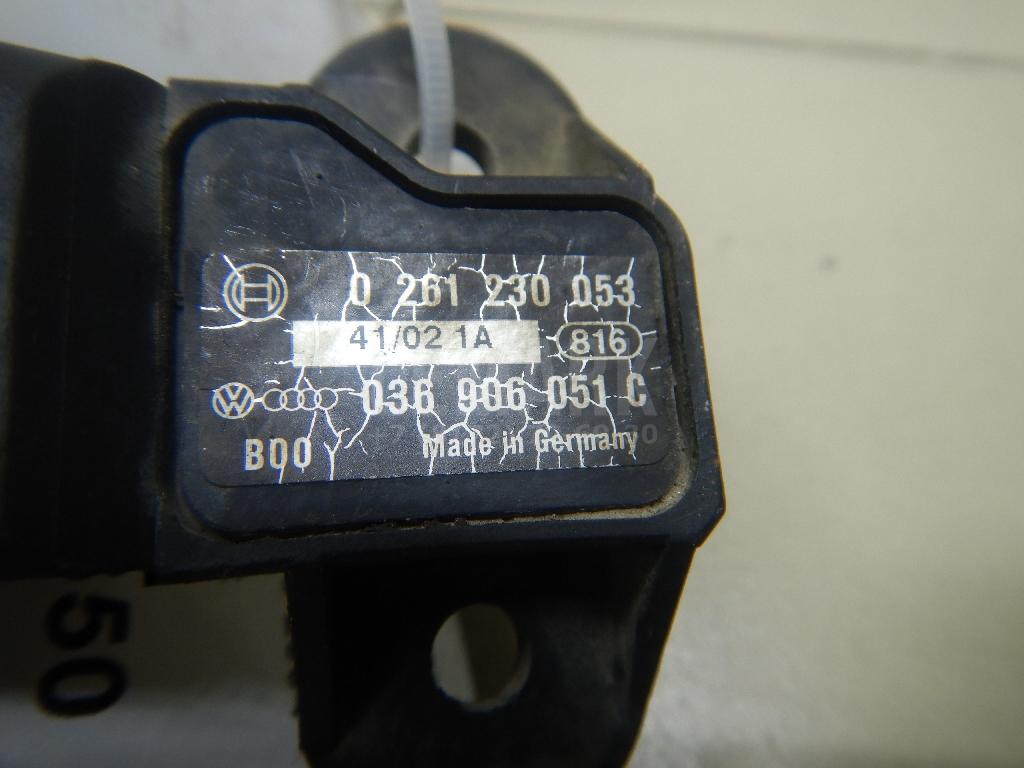 0 261 230 053
41/02 1A 816
036 906 051 C
B00 Y Made in Germany
50